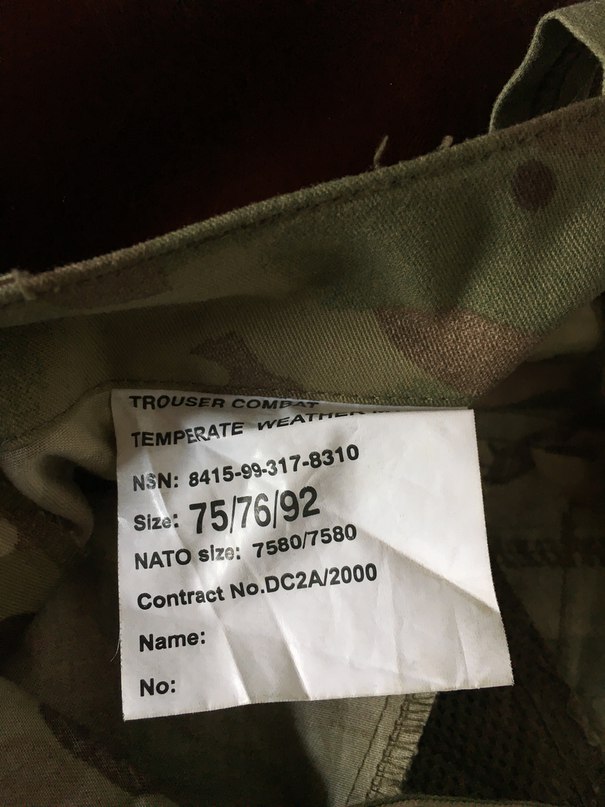 TROUSER COMBAT
TEMPERATE WEATHER
NSN: 8415-99-317-8310
Size: 75/76/92
NATO size: 7580/7580
Contract No.DC2A/2000
Name:
No: